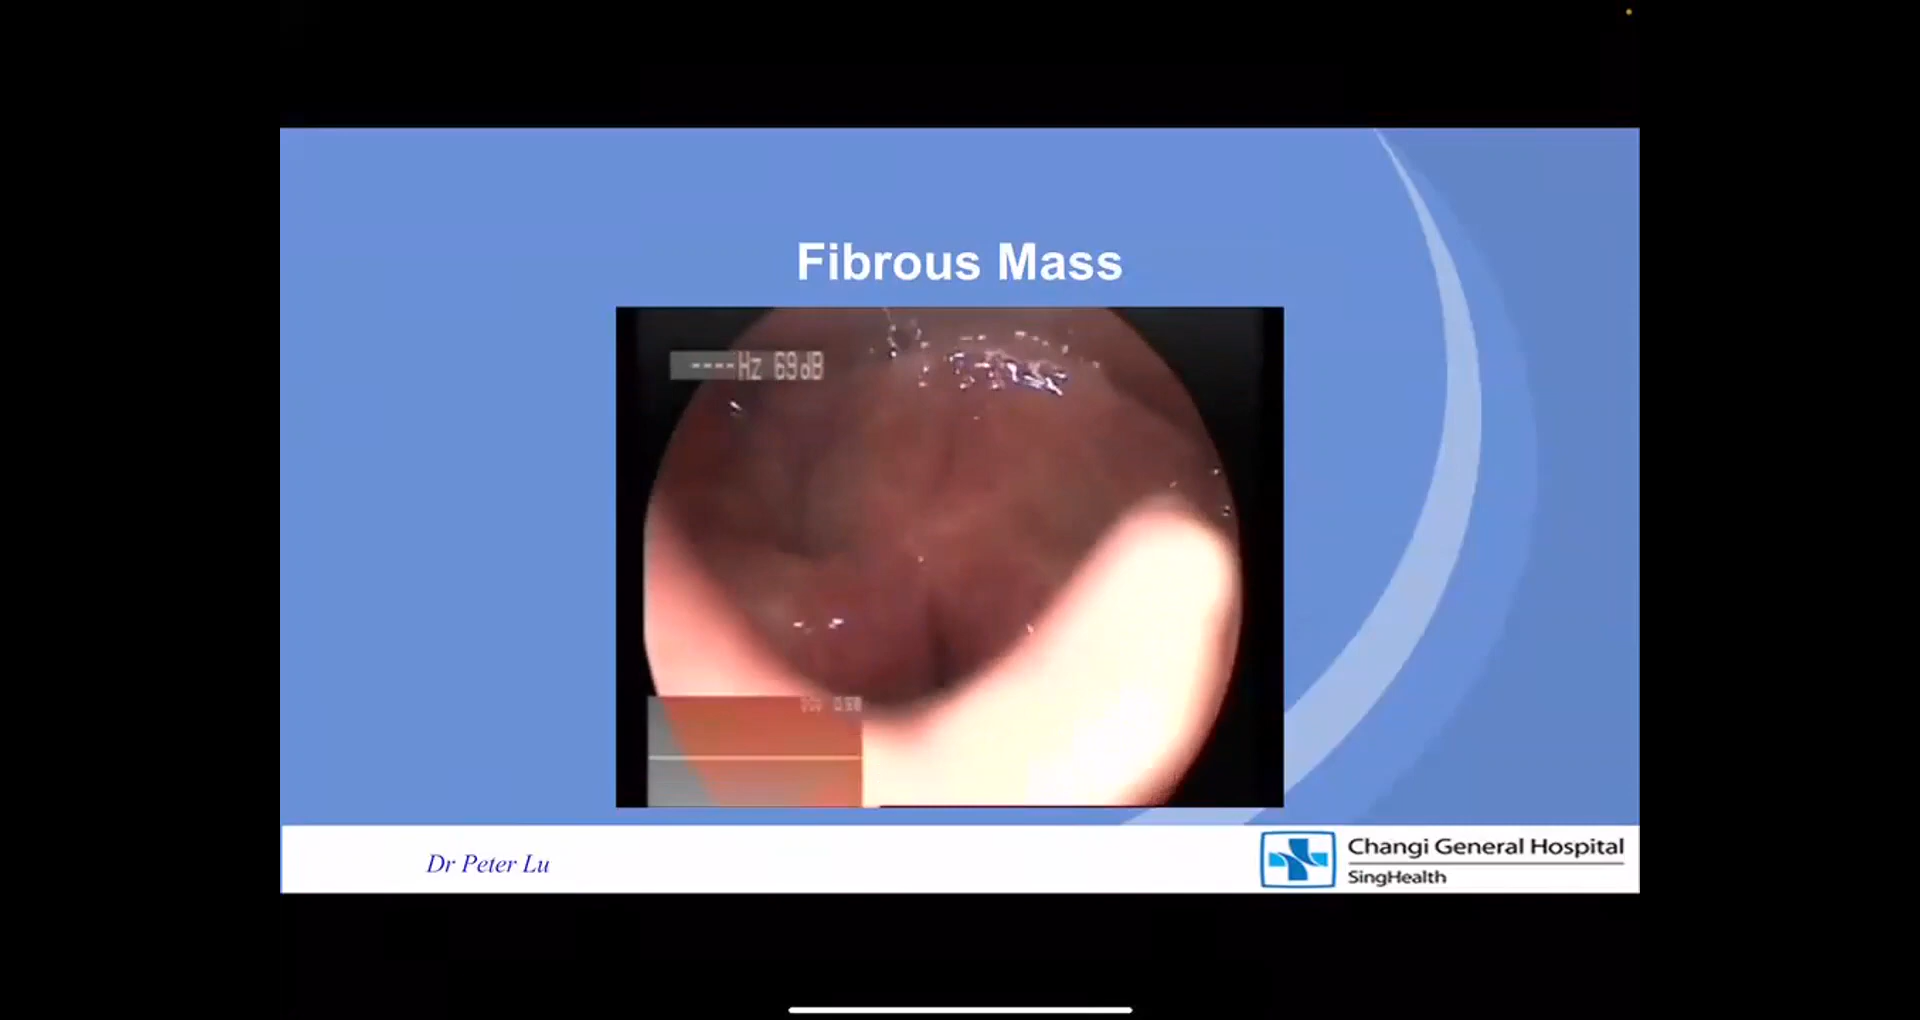 Fibrous Mass
----Hz 69dB
Dr Peter Lu
Changi General Hospital
SingHealth